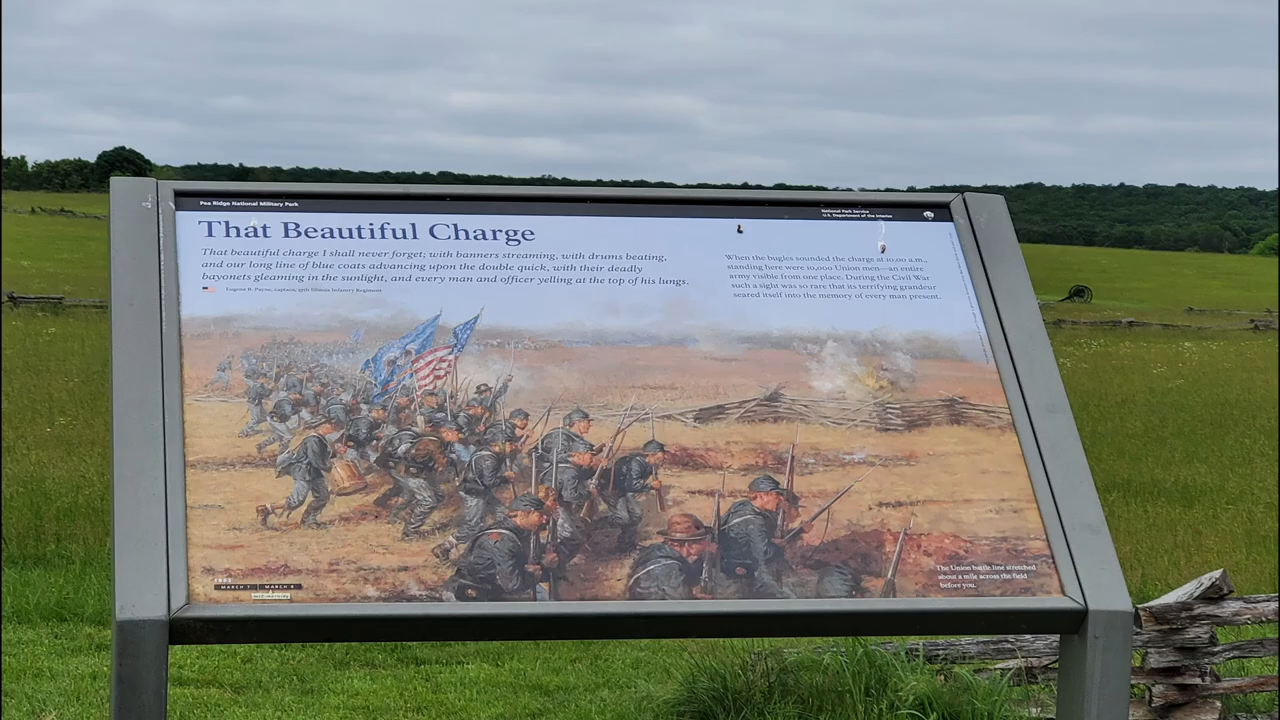 Pea Ridge National Military Park
National Park Service
U.S. Department of the Interior
That Beautiful Charge
That beautiful charge I shall never forget; with banners streaming, with drums beating,
and our long line of blue coats advancing upon the double quick, with their deadly
bayonets gleaming in the sunlight, and every man and officer yelling at the top of his lungs.
Eugene B. Payne, captain, 37th Illinois Infantry Regiment
When the bugles sounded the charge at 10:00 a.m.,
standing here were 10,000 Union men—an entire
army visible from one place. During the Civil War
such a sight was so rare that its terrifying grandeur
seared itself into the memory of every man present.
1862
MARCH 7 MARCH 8
mid-morning
The Union battle line stretched
about a mile across the field
before you.